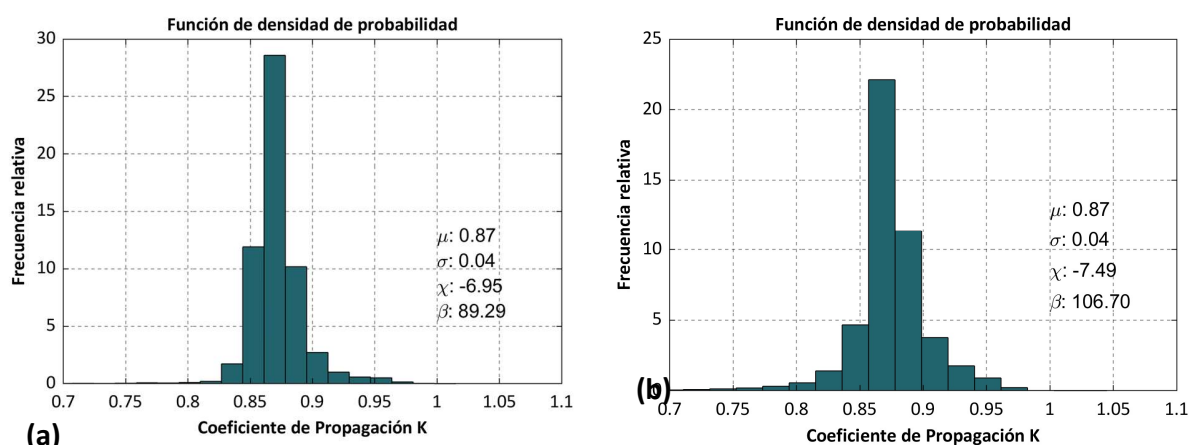 Función de densidad de probabilidad
30
25
20
15
10
5
0
0.7 0.75 0.8 0.85 0.9 0.95 1 1.05 1.1
Frecuencia relativa
Coeficiente de Propagación K
μ: 0.87
σ: 0.04
χ: -6.95
β: 89.29
(a)
Función de densidad de probabilidad
25
20
15
10
5
0
0.7 0.75 0.8 0.85 0.9 0.95 1 1.05 1.1
Frecuencia relativa
Coeficiente de Propagación K
μ: 0.87
σ: 0.04
χ: -7.49
β: 106.70
(b)